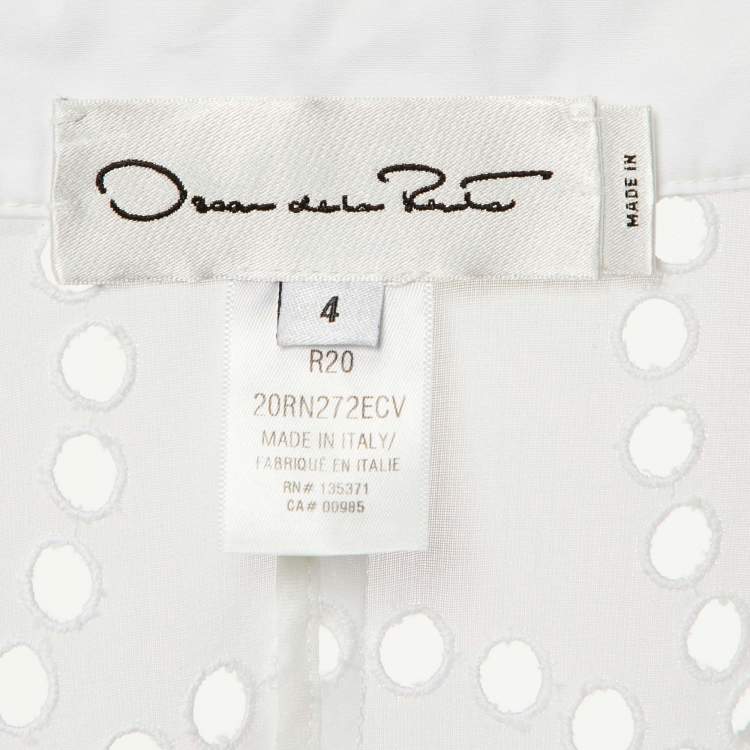 Oscar de la Renta
MADE IN
4
R20
20RN272ECV
MADE IN ITALY/
FABRIQUÉ EN ITALIE
RN# 135371
CA# 00985